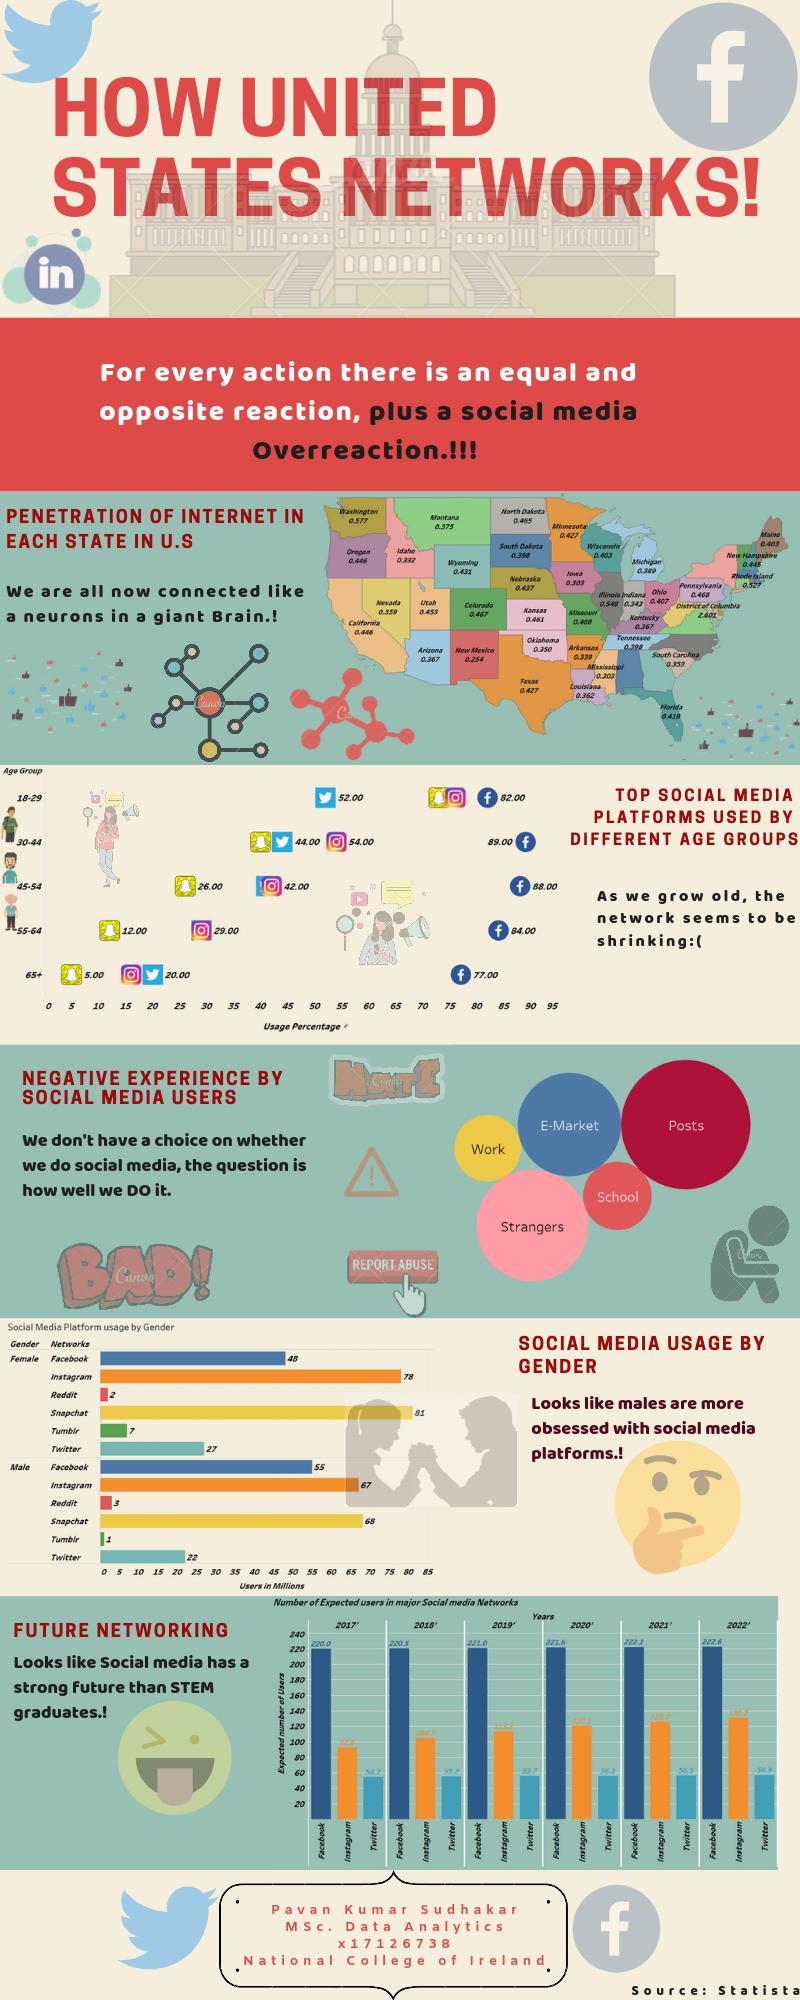 HOW UNITED
STATES NETWORKS!
in
For every action there is an equal and
opposite reaction, plus a social media
Overreaction.!!!
PENETRATION OF INTERNET IN
EACH STATE IN U.S
We are all now connected like
a neurons in a giant Brain.!
Washington
0.577
Montana
0.375
North Dakota
0.465
Minnesota
0.427
Maine
0.403
Oregon
0.446
Idaho
0.332
Wyoming
0.431
South Dakota
0.398
Wisconsin
0.403
Michigan
0.389
New Hampshire
0.445
Rhode Island
0.527
Nevada
0.359
Utah
0.453
Colorado
0.467
Nebraska
0.437
Iowa
0.303
Illinois
0.548
Indiana
0.343
Ohio
0.407
Pennsylvania
0.468
District of Columbia
2.601
California
0.446
Kansas
0.461
Missouri
0.468
Kentucky
0.367
Arizona
0.367
New Mexico
0.254
Oklahoma
0.350
Arkansas
0.339
Tennessee
0.398
South Carolina
0.353
Texas
0.427
Mississippi
0.303
Louisiana
0.362
Florida
0.418
Canva
Age Group
18-29
52.00
82.00
30-44
44.00
54.00
89.00
45-54
26.00
42.00
88.00
55-64
12.00
29.00
84.00
65+
5.00
20.00
77.00
0 5 10 15 20 25 30 35 40 45 50 55 60 65 70 75 80 85 90 95
Usage Percentage
TOP SOCIAL MEDIA
PLATFORMS USED BY
DIFFERENT AGE GROUPS
As we grow old, the
network seems to be
shrinking:(
NEGATIVE EXPERIENCE BY
SOCIAL MEDIA USERS
We don't have a choice on whether
we do social media, the question is
how well we DO it.
HATE
BAD!
Canva
REPORT ABUSE
Work
E-Market
Posts
Strangers
School
Social Media Platform usage by Gender
Gender Networks
Female Facebook 48
Instagram 78
Reddit 2
Snapchat 81
Tumblr 7
Twitter 27
Male Facebook 55
Instagram 67
Reddit 3
Snapchat 68
Tumblr 1
Twitter 22
0 5 10 15 20 25 30 35 40 45 50 55 60 65 70 75 80 85
Users in Millions
SOCIAL MEDIA USAGE BY
GENDER
Looks like males are more
obsessed with social media
platforms.!
FUTURE NETWORKING
Looks like Social media has a
strong future than STEM
graduates.!
Number of Expected users in major Social media Networks
Years
2017' 2018' 2019' 2020' 2021' 2022'
Expected number of Users
240
220
200
180
160
140
120
100
80
60
40
20
220.0 220.5 221.0 221.6 222.1 222.6
54.7 55.2 55.7 56.1 56.5 56.9
Facebook Instagram Twitter Facebook Instagram Twitter Facebook Instagram Twitter Facebook Instagram Twitter Facebook Instagram Twitter Facebook Instagram Twitter
Pavan Kumar Sudhakar
MSc. Data Analytics
x17126738
National College of Ireland
Source: Statista